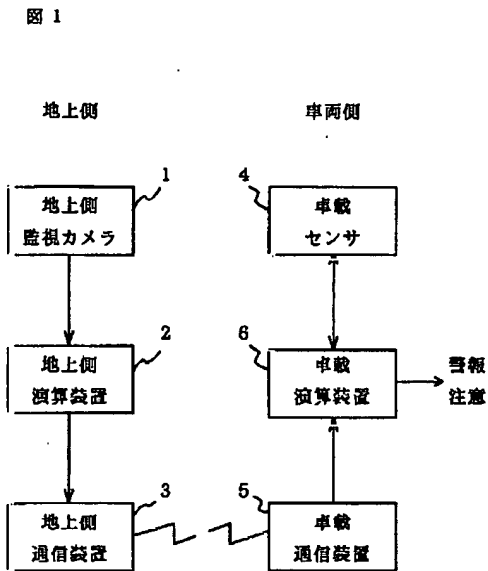 図 1
地上側
車両側
1
地上側
監視カメラ
4
車載
センサ
2
地上側
演算装置
6
車載
演算装置
警報
注意
3
地上側
通信装置
5
車載
通信装置